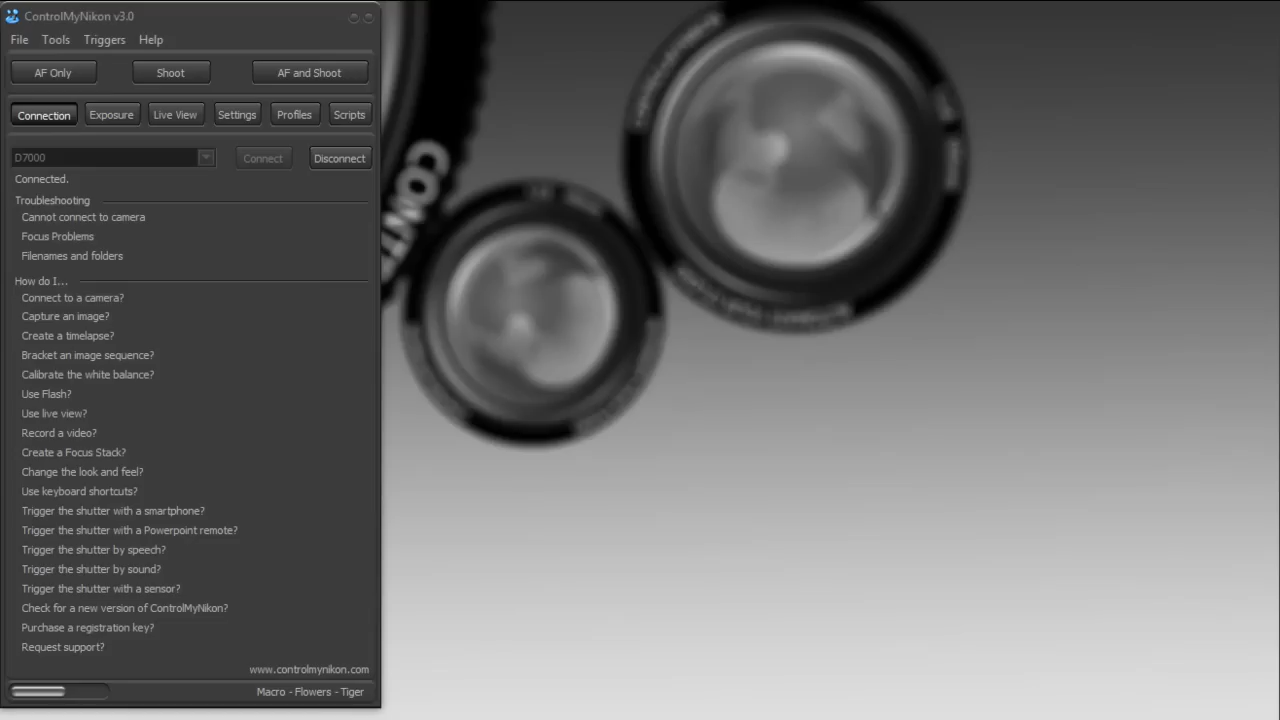 ControlMyNikon v3.0
File Tools Triggers Help
AF Only Shoot AF and Shoot
Connection Exposure Live View Settings Profiles Scripts
D7000 Connect Disconnect
Connected.
Troubleshooting
Cannot connect to camera
Focus Problems
Filenames and folders
How do I...
Connect to a camera?
Capture an image?
Create a timelapse?
Bracket an image sequence?
Calibrate the white balance?
Use Flash?
Use live view?
Record a video?
Create a Focus Stack?
Change the look and feel?
Use keyboard shortcuts?
Trigger the shutter with a smartphone?
Trigger the shutter with a Powerpoint remote?
Trigger the shutter by speech?
Trigger the shutter by sound?
Trigger the shutter with a sensor?
Check for a new version of ControlMyNikon?
Purchase a registration key?
Request support?
www.controlmynikon.com
Macro - Flowers - Tiger
CONT